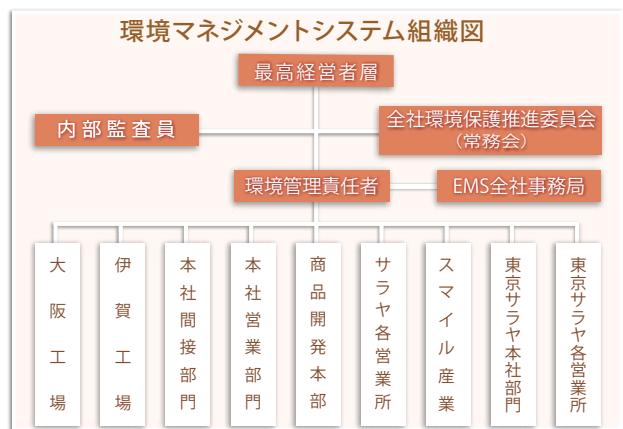 環境マネジメントシステム組織図
最高経営者層
内部監査員
全社環境保護推進委員会
（常務会）
環境管理責任者
EMS全社事務局
大阪工場
伊賀工場
本社間接部門
本社営業部門
商品開発本部
サラヤ各営業所
スマイル産業
東京サラヤ本社部門
東京サラヤ各営業所